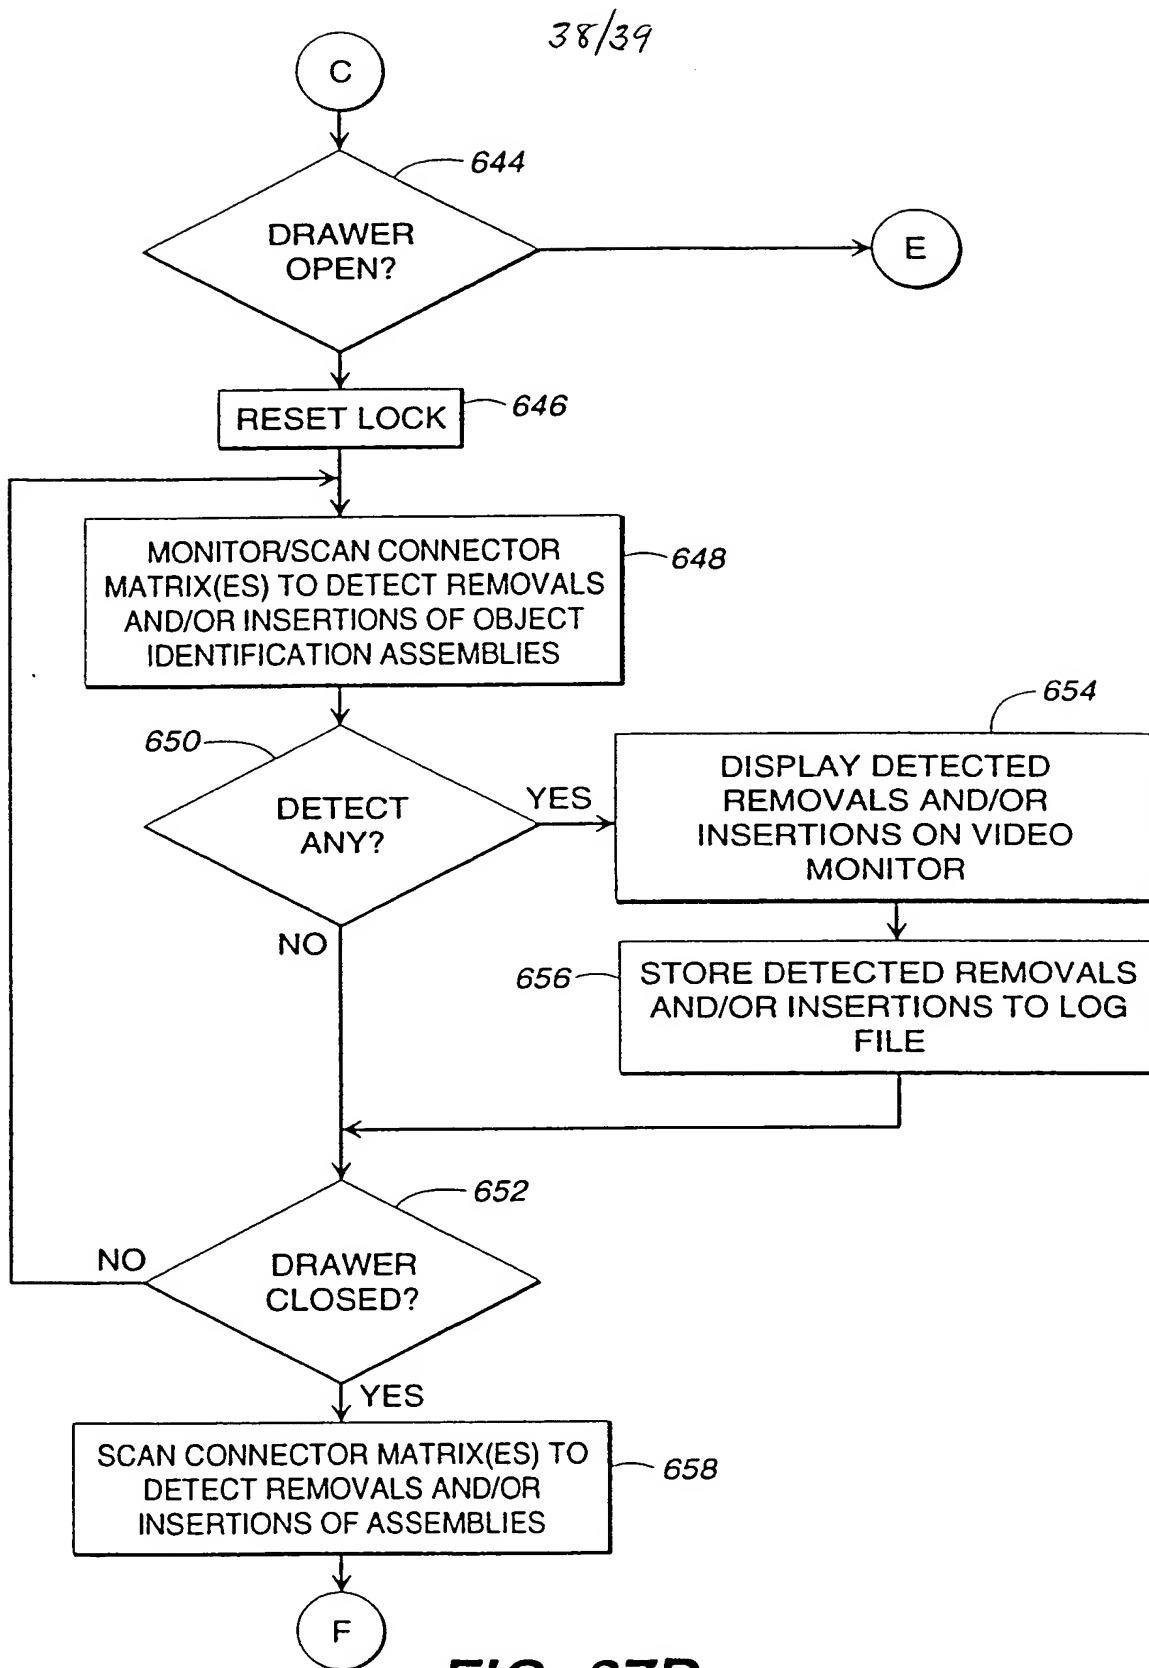 38/39
C
644
DRAWER
OPEN?
E
RESET LOCK
646
MONITOR/SCAN CONNECTOR
MATRIX(ES) TO DETECT REMOVALS
AND/OR INSERTIONS OF OBJECT
IDENTIFICATION ASSEMBLIES
648
650
DETECT
ANY?
YES
NO
654
DISPLAY DETECTED
REMOVALS AND/OR
INSERTIONS ON VIDEO
MONITOR
656
STORE DETECTED REMOVALS
AND/OR INSERTIONS TO LOG
FILE
652
DRAWER
CLOSED?
NO
YES
SCAN CONNECTOR MATRIX(ES) TO
DETECT REMOVALS AND/OR
INSERTIONS OF ASSEMBLIES
658
F